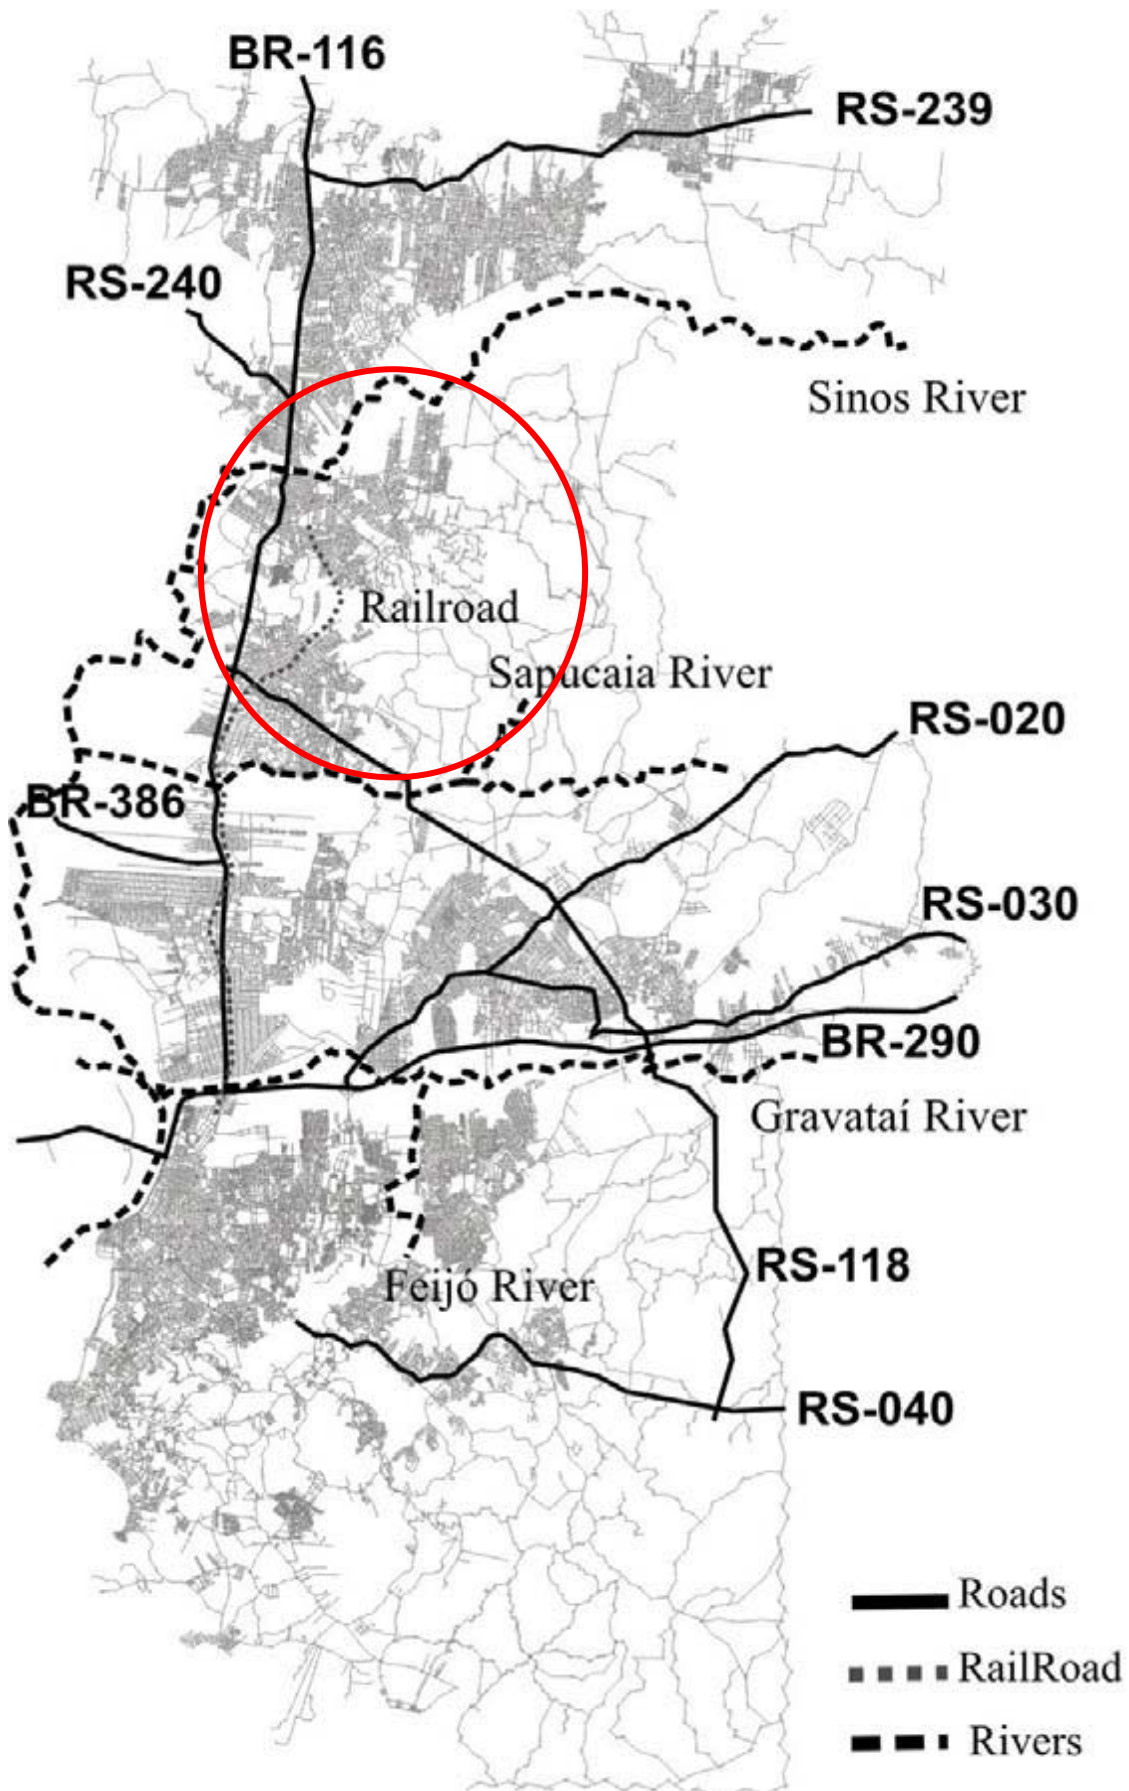 BR-116
RS-239
RS-240
Sinos River
Railroad
Sapucaia River
RS-020
BR-386
RS-030
BR-290
Gravataí River
RS-118
Feijó River
RS-040
Roads
RailRoad
Rivers